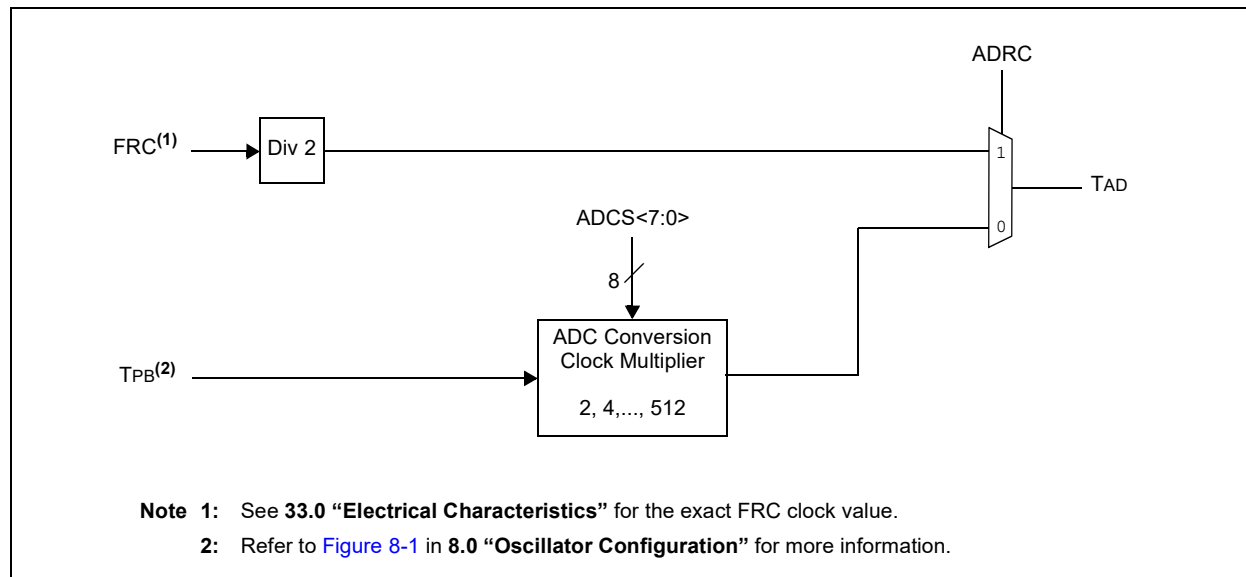 ADRC
FRC(1)
Div 2
1
TAD
ADCS<7:0>
0
8
ADC Conversion
Clock Multiplier
TPB(2)
2, 4,..., 512
Note 1: See 33.0 “Electrical Characteristics” for the exact FRC clock value.
2: Refer to Figure 8-1 in 8.0 “Oscillator Configuration” for more information.